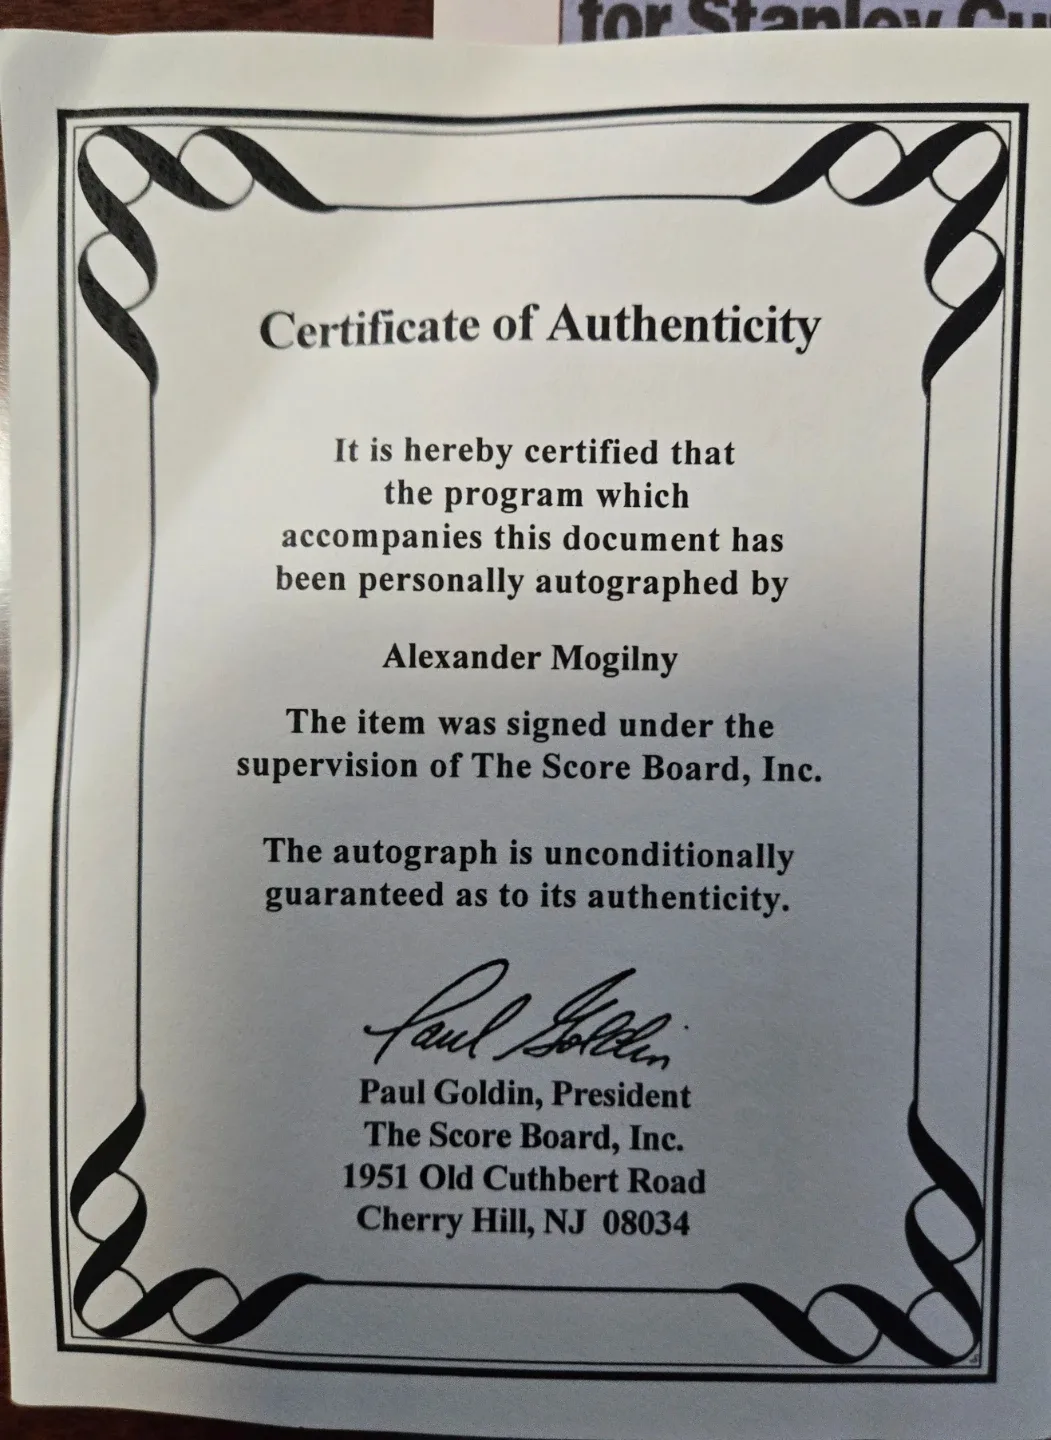 for Stanley Cu
Certificate of Authenticity
It is hereby certified that
the program which
accompanies this document has
been personally autographed by
Alexander Mogilny
The item was signed under the
supervision of The Score Board, Inc.
The autograph is unconditionally
guaranteed as to its authenticity.
Paul Goldin
Paul Goldin, President
The Score Board, Inc.
1951 Old Cuthbert Road
Cherry Hill, NJ 08034